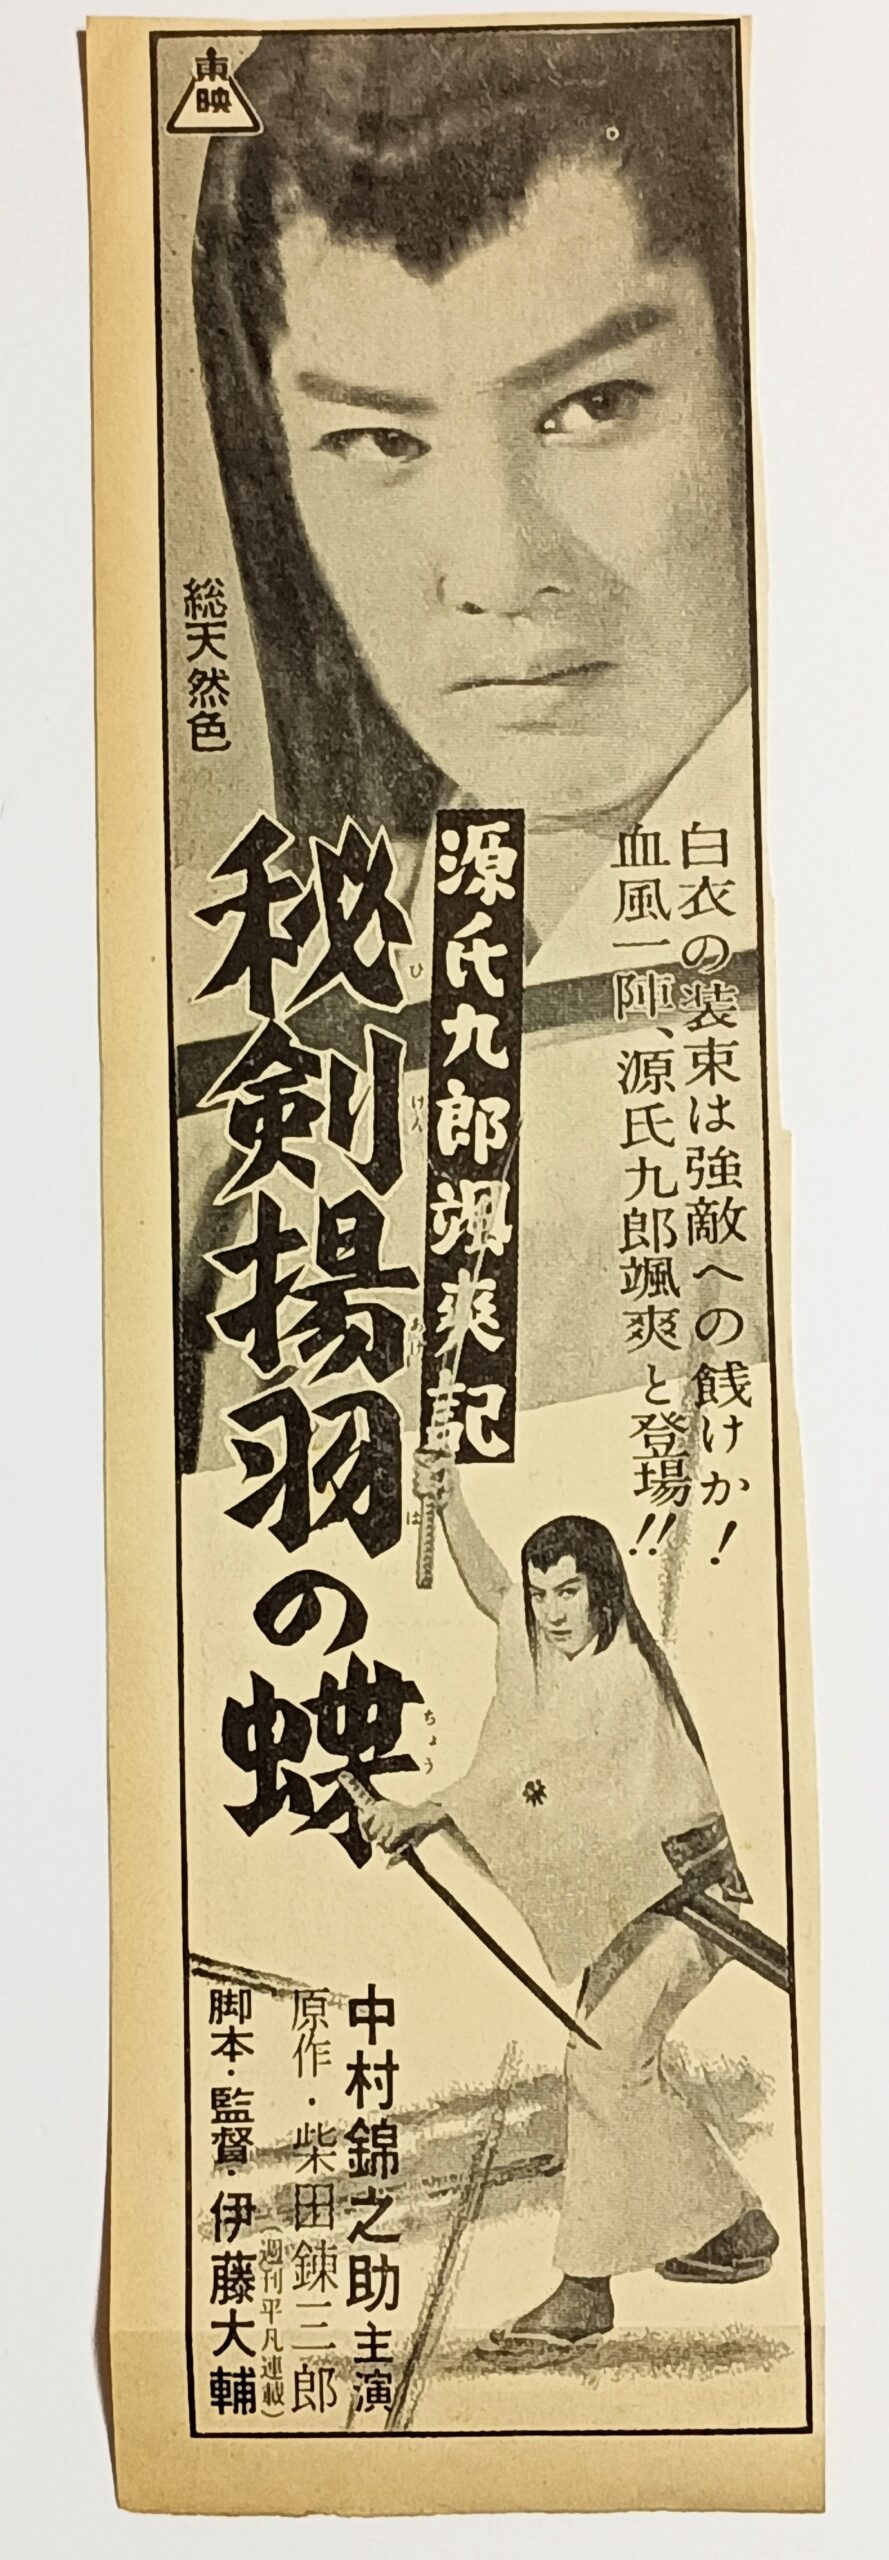 東映
白衣の装束は強敵への餞けか！
血風一陣、源氏九郎颯爽と登場!!
総天然色
源氏九郎颯爽記
秘剣揚羽の蝶
ひけんあげはちょう
中村錦之助主演
原作・柴田錬三郎
（週刊平凡連載）
脚本・監督・伊藤大輔